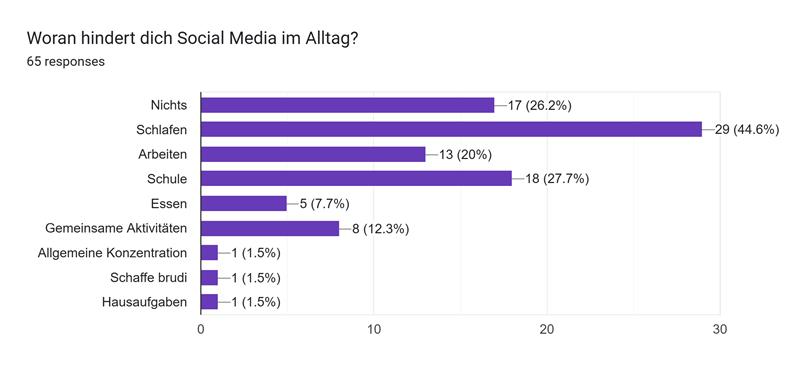 Woran hindert dich Social Media im Alltag?
65 responses
Nichts 17 (26.2%)
Schlafen 29 (44.6%)
Arbeiten 13 (20%)
Schule 18 (27.7%)
Essen 5 (7.7%)
Gemeinsame Aktivitäten 8 (12.3%)
Allgemeine Konzentration 1 (1.5%)
Schaffe brudi 1 (1.5%)
Hausaufgaben 1 (1.5%)
0 10 20 30